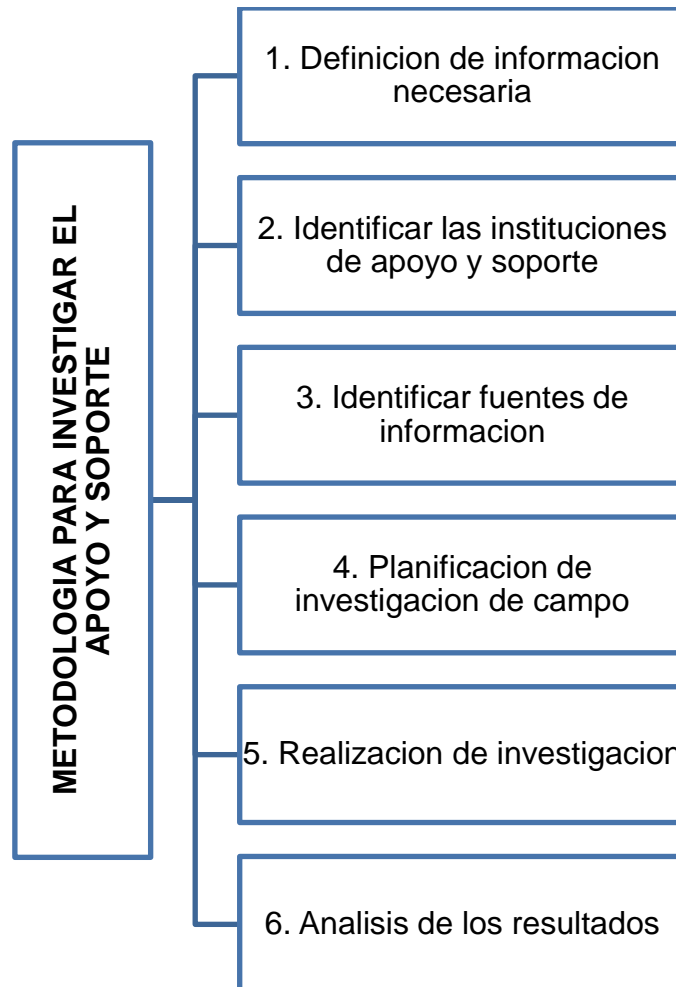 METODOLOGIA PARA INVESTIGAR EL
APOYO Y SOPORTE
1. Definicion de informacion
necesaria
2. Identificar las instituciones
de apoyo y soporte
3. Identificar fuentes de
informacion
4. Planificacion de
investigacion de campo
5. Realizacion de investigacion
6. Analisis de los resultados